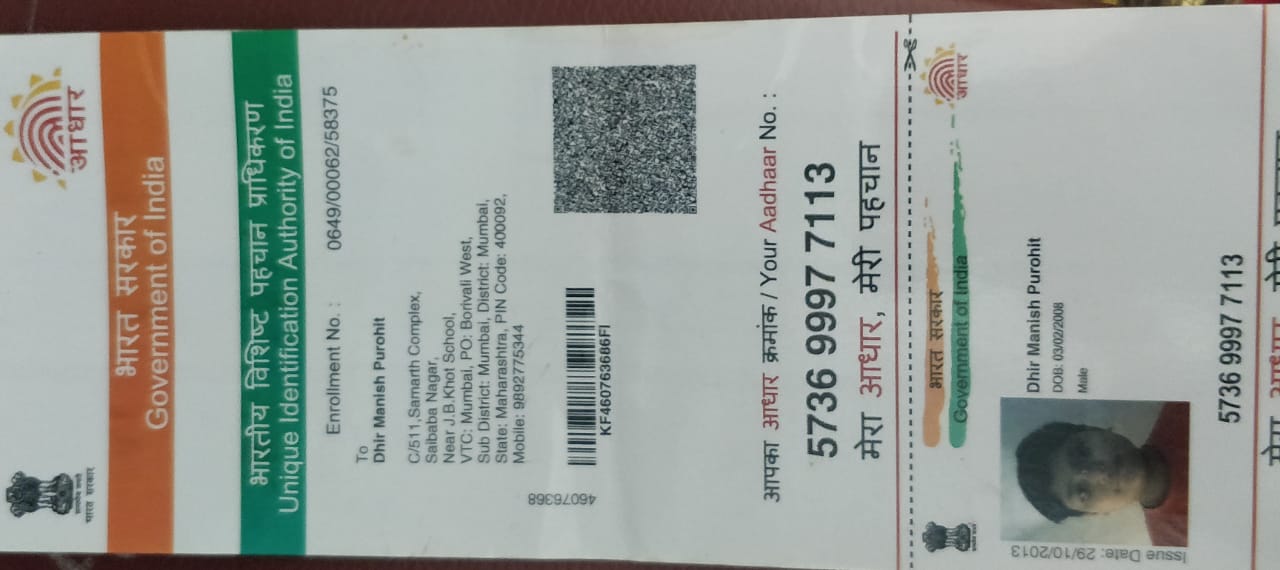 आधार
भारत सरकार
भारत सरकार
Government of India
भारतीय विशिष्ट पहचान प्राधिकरण
Unique Identification Authority of India
Enrollment No. : 0649/00062/58375
To
Dhir Manish Purohit
C/511,Samarth Complex,
Saibaba Nagar,
Near J.B.Khot School,
VTC: Mumbai, PO: Borivali West,
Sub District: Mumbai, District: Mumbai,
State: Maharashtra, PIN Code: 400092,
Mobile: 9892775344
46076368
KF460763686FI
आपका आधार क्रमांक / Your Aadhaar No. :
5736 9997 7113
मेरा आधार, मेरी पहचान
आधार
भारत सरकार
Government of India
Issue Date: 29/10/2013
Dhir Manish Purohit
DOB: 03/02/2008
Male
5736 9997 7113
मेरा आधार, मेरी पहचान